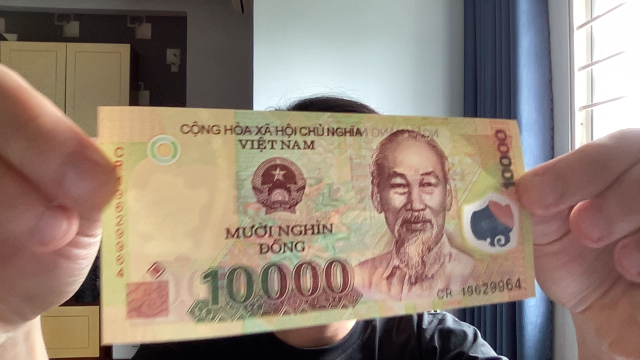 CỘNG HÒA XÃ HỘI CHỦ NGHĨA
VIỆT NAM
MƯỜI NGHÌN
ĐỒNG
10000
10000
CR 19629964